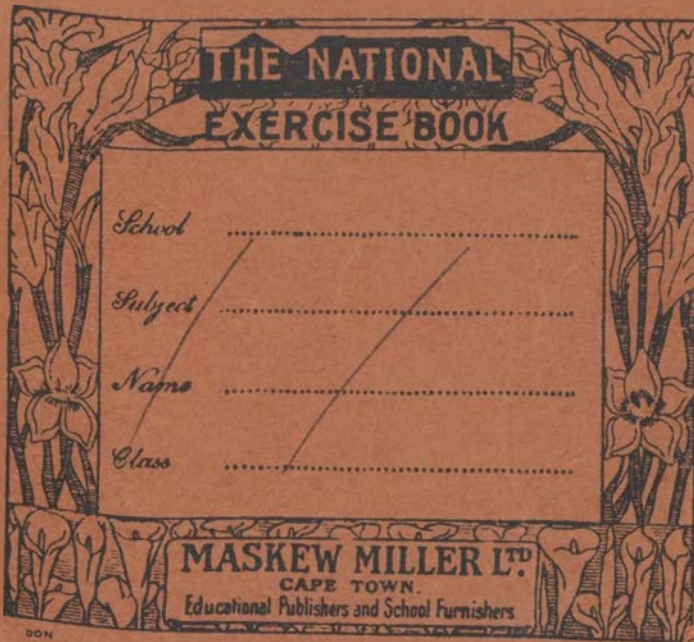 THE NATIONAL
EXERCISE BOOK
School
Subject
Name
Class
MASKEW MILLER LTD.
CAPE TOWN.
Educational Publishers and School Furnishers
DON